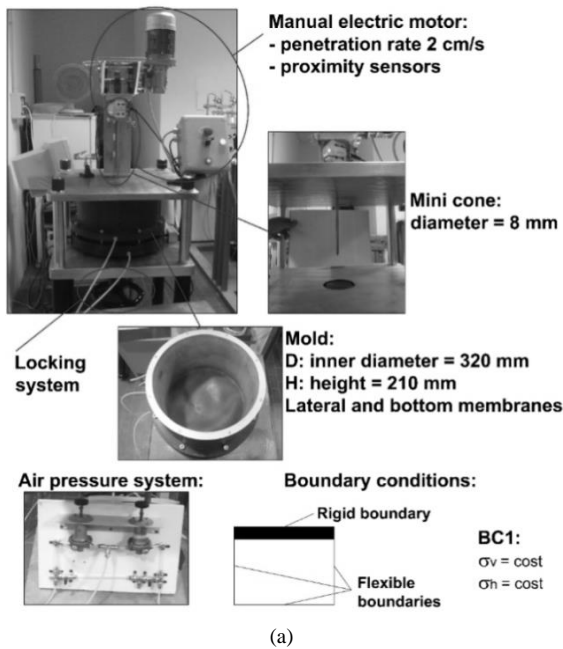 Manual electric motor:
- penetration rate 2 cm/s
- proximity sensors
Mini cone:
diameter = 8 mm
Locking
system
Mold:
D: inner diameter = 320 mm
H: height = 210 mm
Lateral and bottom membranes
Air pressure system:
Boundary conditions:
Rigid boundary
Flexible
boundaries
BC1:
σv = cost
σh = cost
(a)